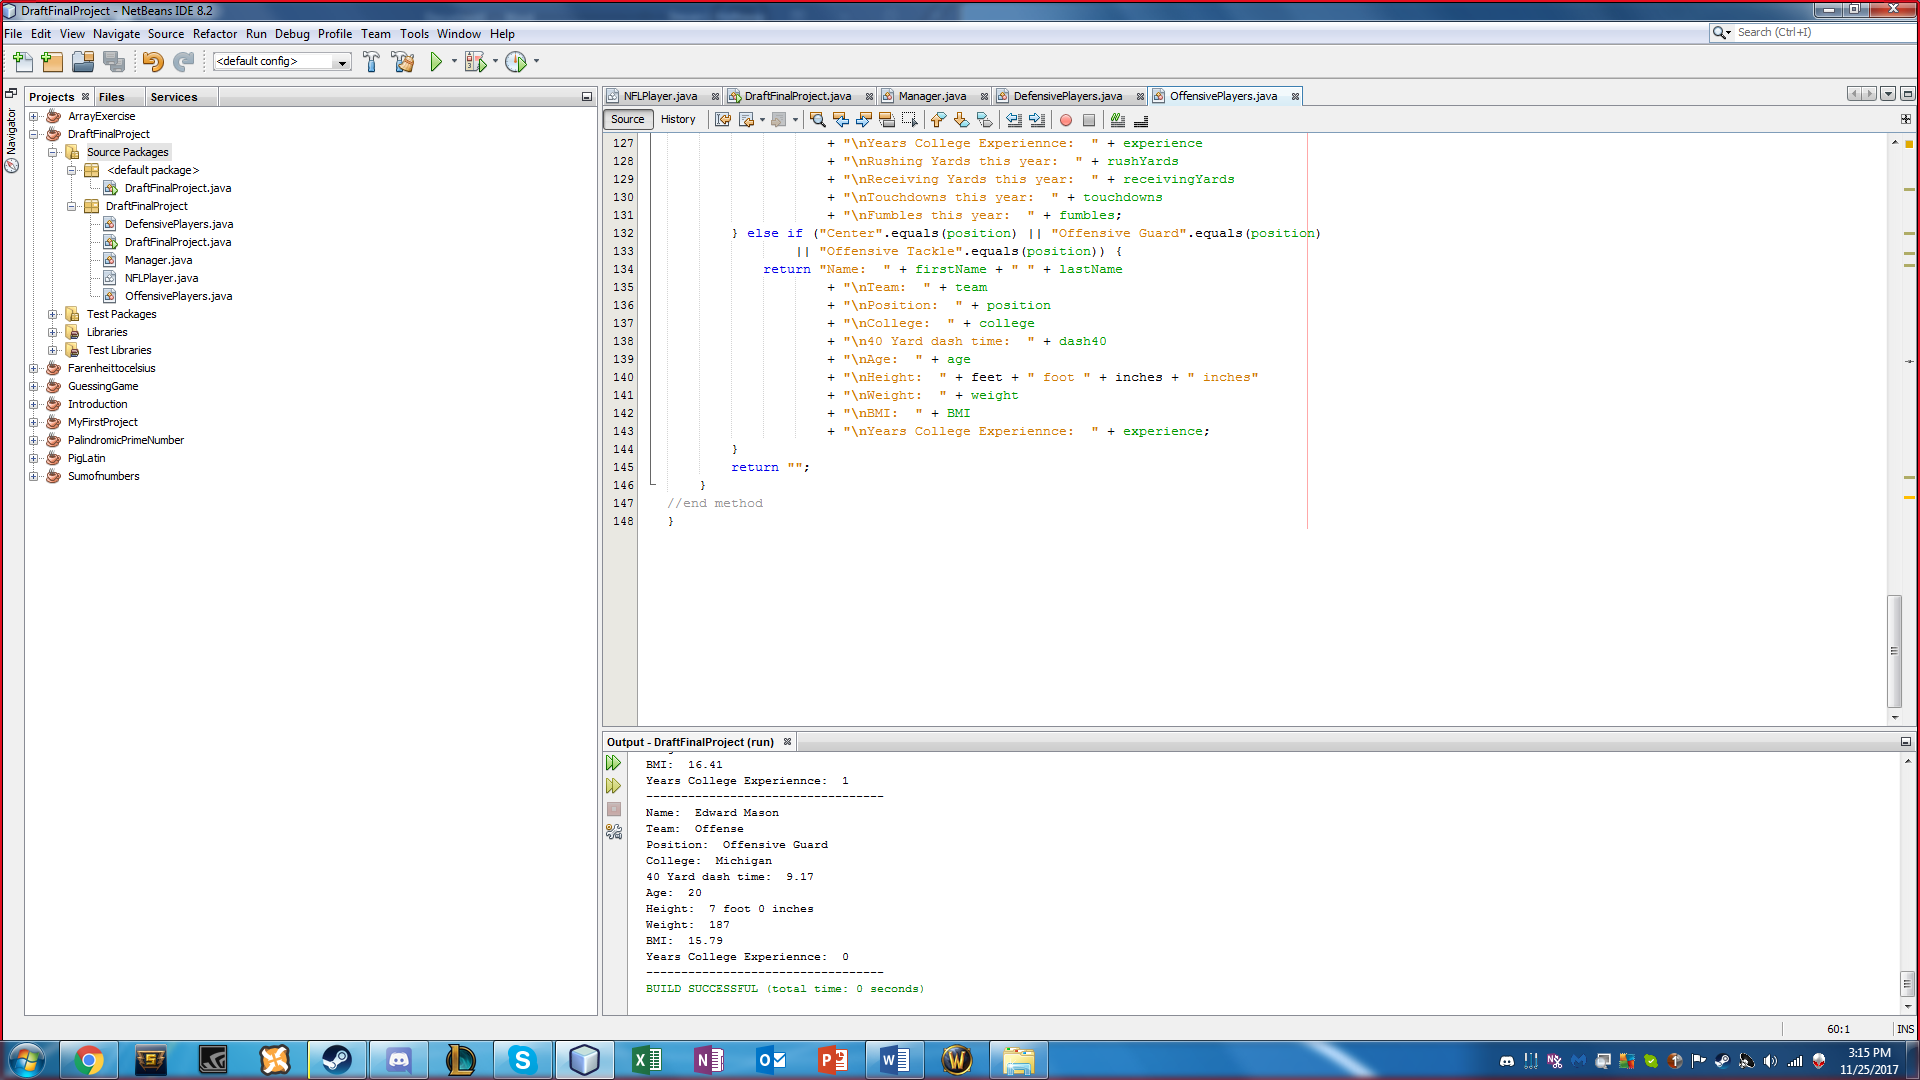 DraftFinalProject - NetBeans IDE 8.2
File Edit View Navigate Source Refactor Run Debug Profile Team Tools Window Help
Search (Ctrl+I)
<default config>
Navigator
Projects Files Services
ArrayExercise
DraftFinalProject
Source Packages
<default package>
DraftFinalProject.java
DraftFinalProject
DefensivePlayers.java
DraftFinalProject.java
Manager.java
NFLPlayer.java
OffensivePlayers.java
Test Packages
Libraries
Test Libraries
Farenheittocelsius
GuessingGame
Introduction
MyFirstProject
PalindromicPrimeNumber
PigLatin
Sumofnumbers
NFLPlayer.java DraftFinalProject.java Manager.java DefensivePlayers.java OffensivePlayers.java
Source History
127 + "\nYears College Experiennce:  " + experience
128 + "\nRushing Yards this year:  " + rushYards
129 + "\nReceiving Yards this year:  " + receivingYards
130 + "\nTouchdowns this year:  " + touchdowns
131 + "\nFumbles this year:  " + fumbles;
132 } else if ("Center".equals(position) || "Offensive Guard".equals(position)
133 || "Offensive Tackle".equals(position)) {
134 return "Name:  " + firstName + " " + lastName
135 + "\nTeam:  " + team
136 + "\nPosition:  " + position
137 + "\nCollege:  " + college
138 + "\n40 Yard dash time:  " + dash40
139 + "\nAge:  " + age
140 + "\nHeight:  " + feet + " foot " + inches + " inches"
141 + "\nWeight:  " + weight
142 + "\nBMI:  " + BMI
143 + "\nYears College Experiennce:  " + experience;
144 }
145 return "";
146 }
147 //end method
148 }
Output - DraftFinalProject (run)
BMI:  16.41
Years College Experiennce:  1
----------------------------------
Name:  Edward Mason
Team:  Offense
Position:  Offensive Guard
College:  Michigan
40 Yard dash time:  9.17
Age:  20
Height:  7 foot 0 inches
Weight:  187
BMI:  15.79
Years College Experiennce:  0
----------------------------------
BUILD SUCCESSFUL (total time: 0 seconds)
60:1 INS
3:15 PM
11/25/2017